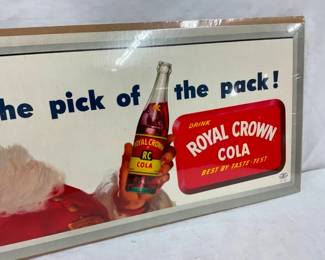 he pick of the pack!
ROYAL CROWN
RC
COLA
DRINK
ROYAL CROWN
COLA
BEST BY TASTE-TEST